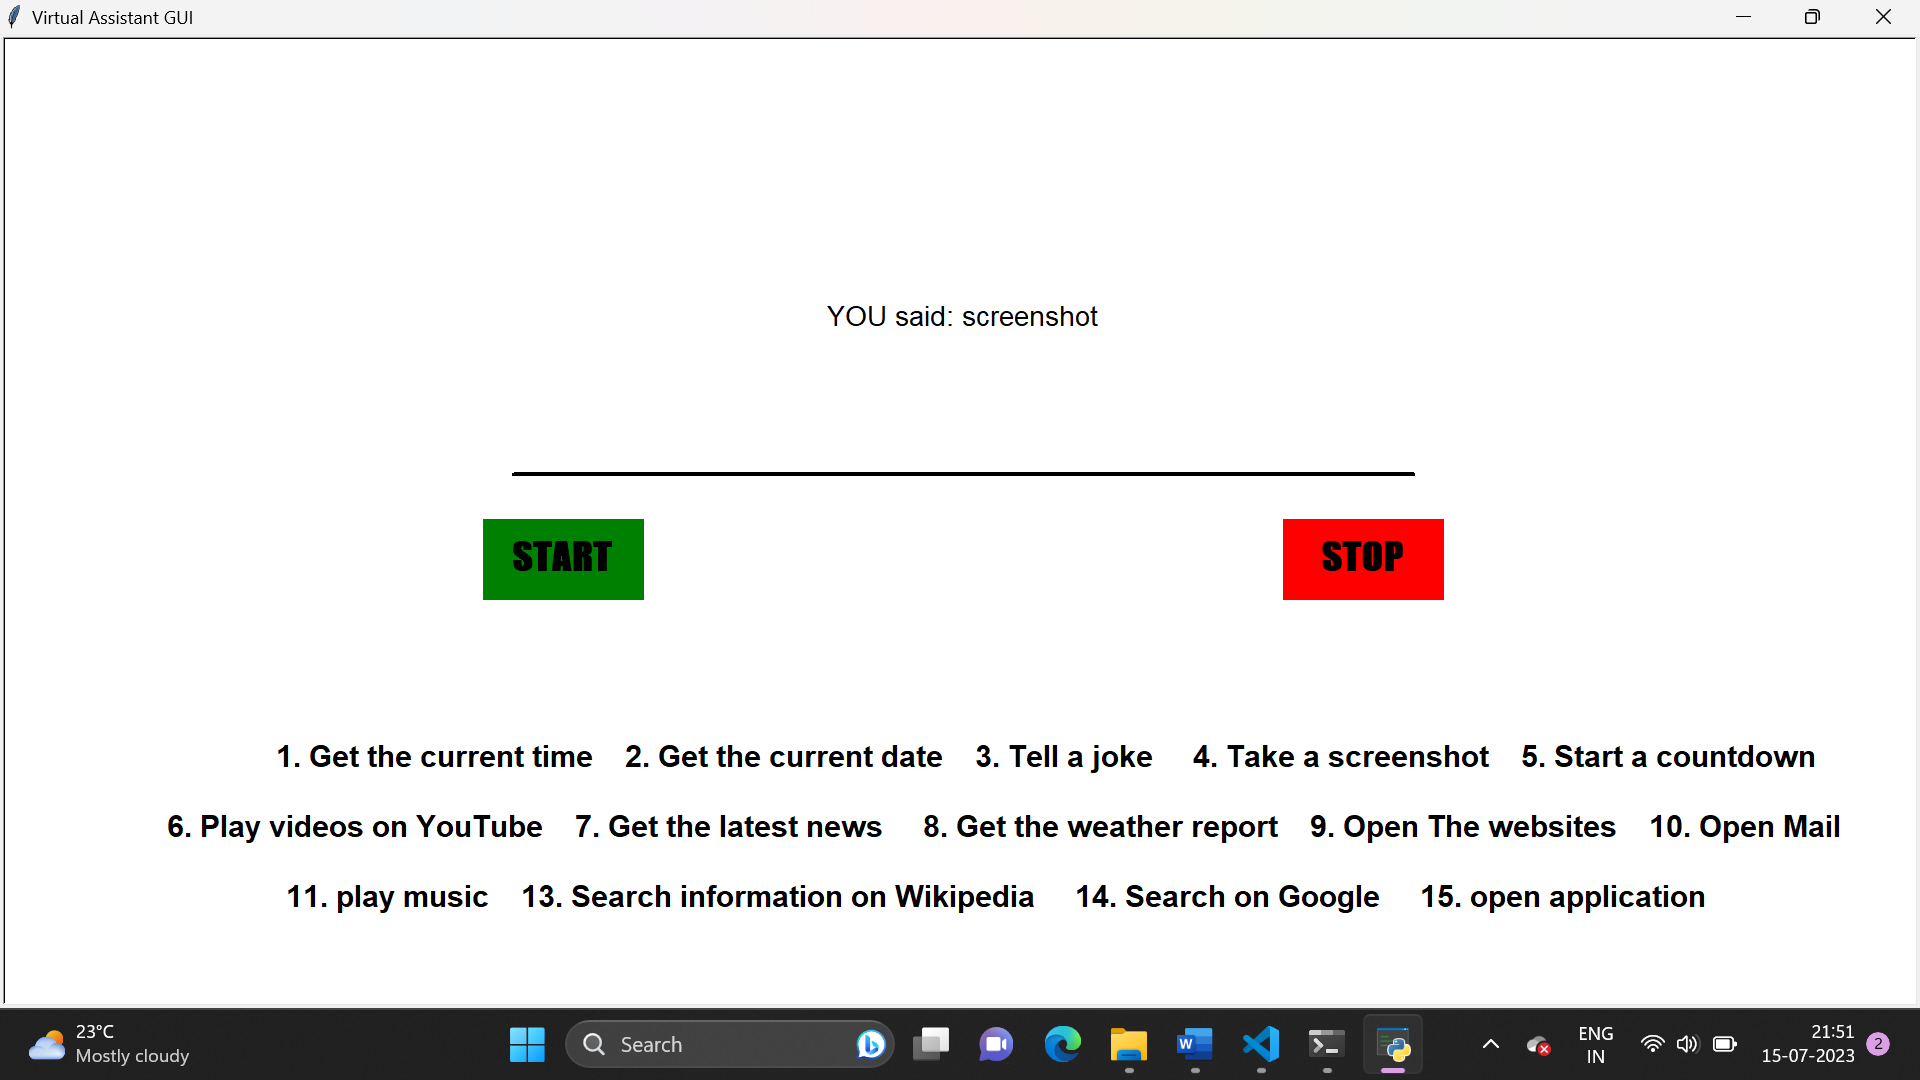 Virtual Assistant GUI
YOU said: screenshot
START
STOP
1. Get the current time 2. Get the current date 3. Tell a joke 4. Take a screenshot 5. Start a countdown
6. Play videos on YouTube 7. Get the latest news 8. Get the weather report 9. Open The websites 10. Open Mail
11. play music 13. Search information on Wikipedia 14. Search on Google 15. open application
23°C
Mostly cloudy
Search
W
ENG
IN
21:51
15-07-2023
2